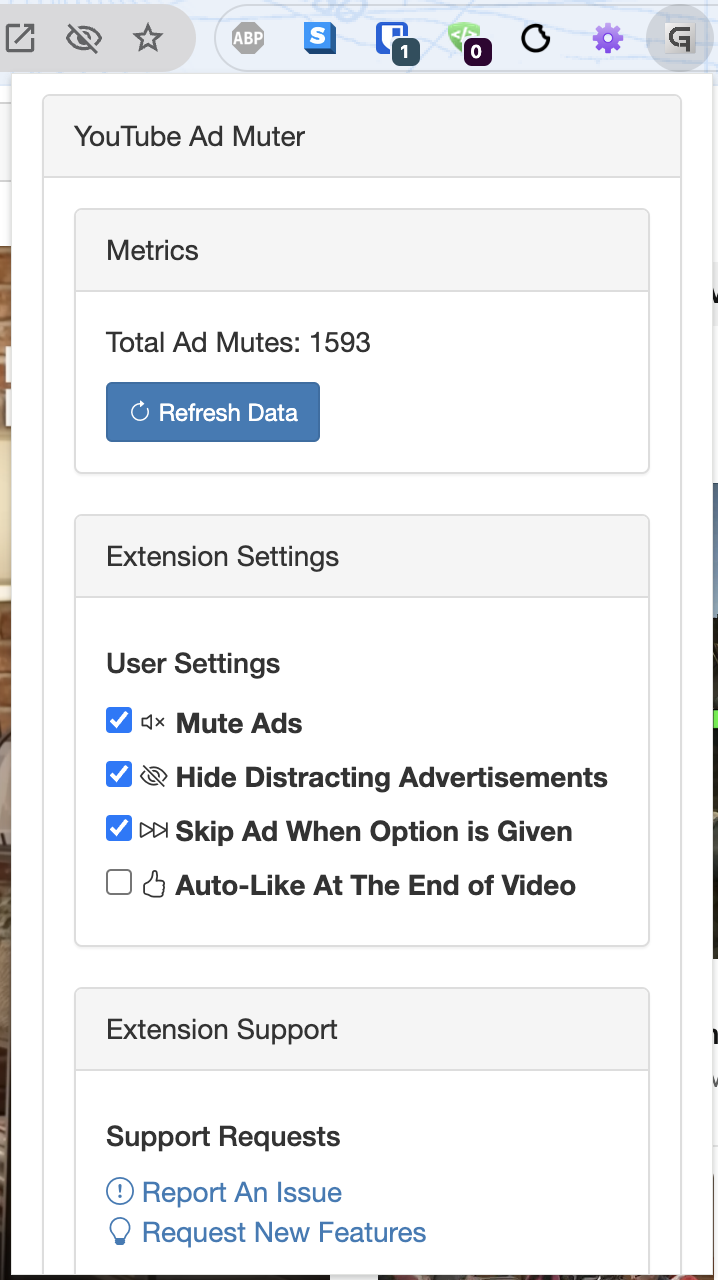 ABP
S
1
0
YouTube Ad Muter
Metrics
Total Ad Mutes: 1593
Refresh Data
Extension Settings
User Settings
Mute Ads
Hide Distracting Advertisements
Skip Ad When Option is Given
Auto-Like At The End of Video
Extension Support
Support Requests
Report An Issue
Request New Features